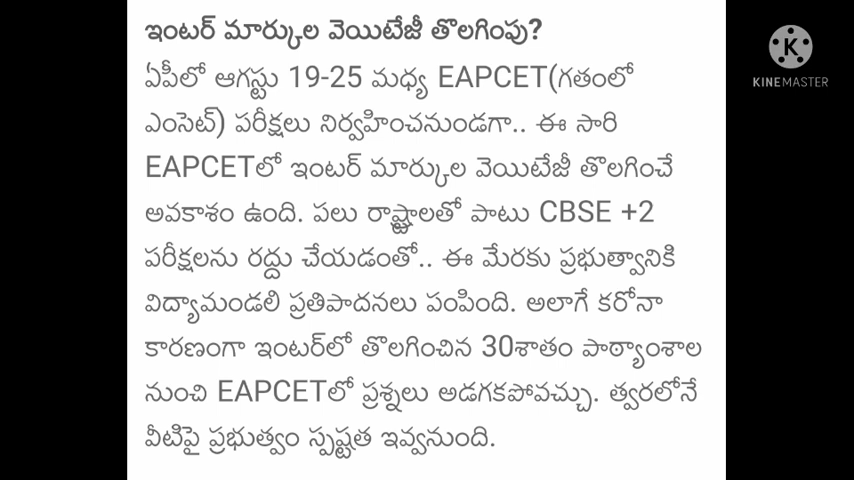 ఇంటర్ మార్కుల వెయిటేజీ తొలగింపు?
ఏపీలో ఆగస్టు 19-25 మధ్య EAPCET(గతంలో
ఎంసెట్) పరీక్షలు నిర్వహించనుండగా.. ఈ సారి
EAPCETలో ఇంటర్ మార్కుల వెయిటేజీ తొలగించే
అవకాశం ఉంది. పలు రాష్ట్రాలతో పాటు CBSE +2
పరీక్షలను రద్దు చేయడంతో.. ఈ మేరకు ప్రభుత్వానికి
విద్యామండలి ప్రతిపాదనలు పంపింది. అలాగే కరోనా
కారణంగా ఇంటర్‌లో తొలగించిన 30శాతం పాఠ్యాంశాల
నుంచి EAPCETలో ప్రశ్నలు అడగకపోవచ్చు. త్వరలోనే
వీటిపై ప్రభుత్వం స్పష్టత ఇవ్వనుంది.
K
KINEMASTER